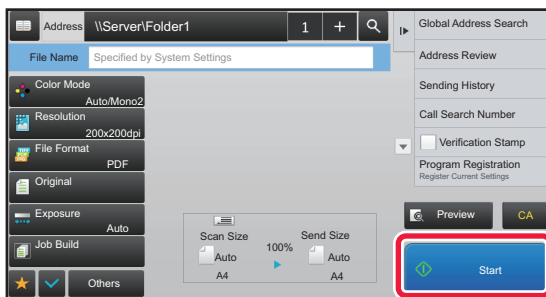 Address \\Server\Folder1 1 +
File Name Specified by System Settings
Color Mode
Auto/Mono2
Resolution
200x200dpi
File Format
PDF
Original
Exposure
Auto
Job Build
Others
Scan Size
Auto
A4
100%
Send Size
Auto
A4
Global Address Search
Address Review
Sending History
Call Search Number
Verification Stamp
Program Registration
Register Current Settings
Preview
CA
Start